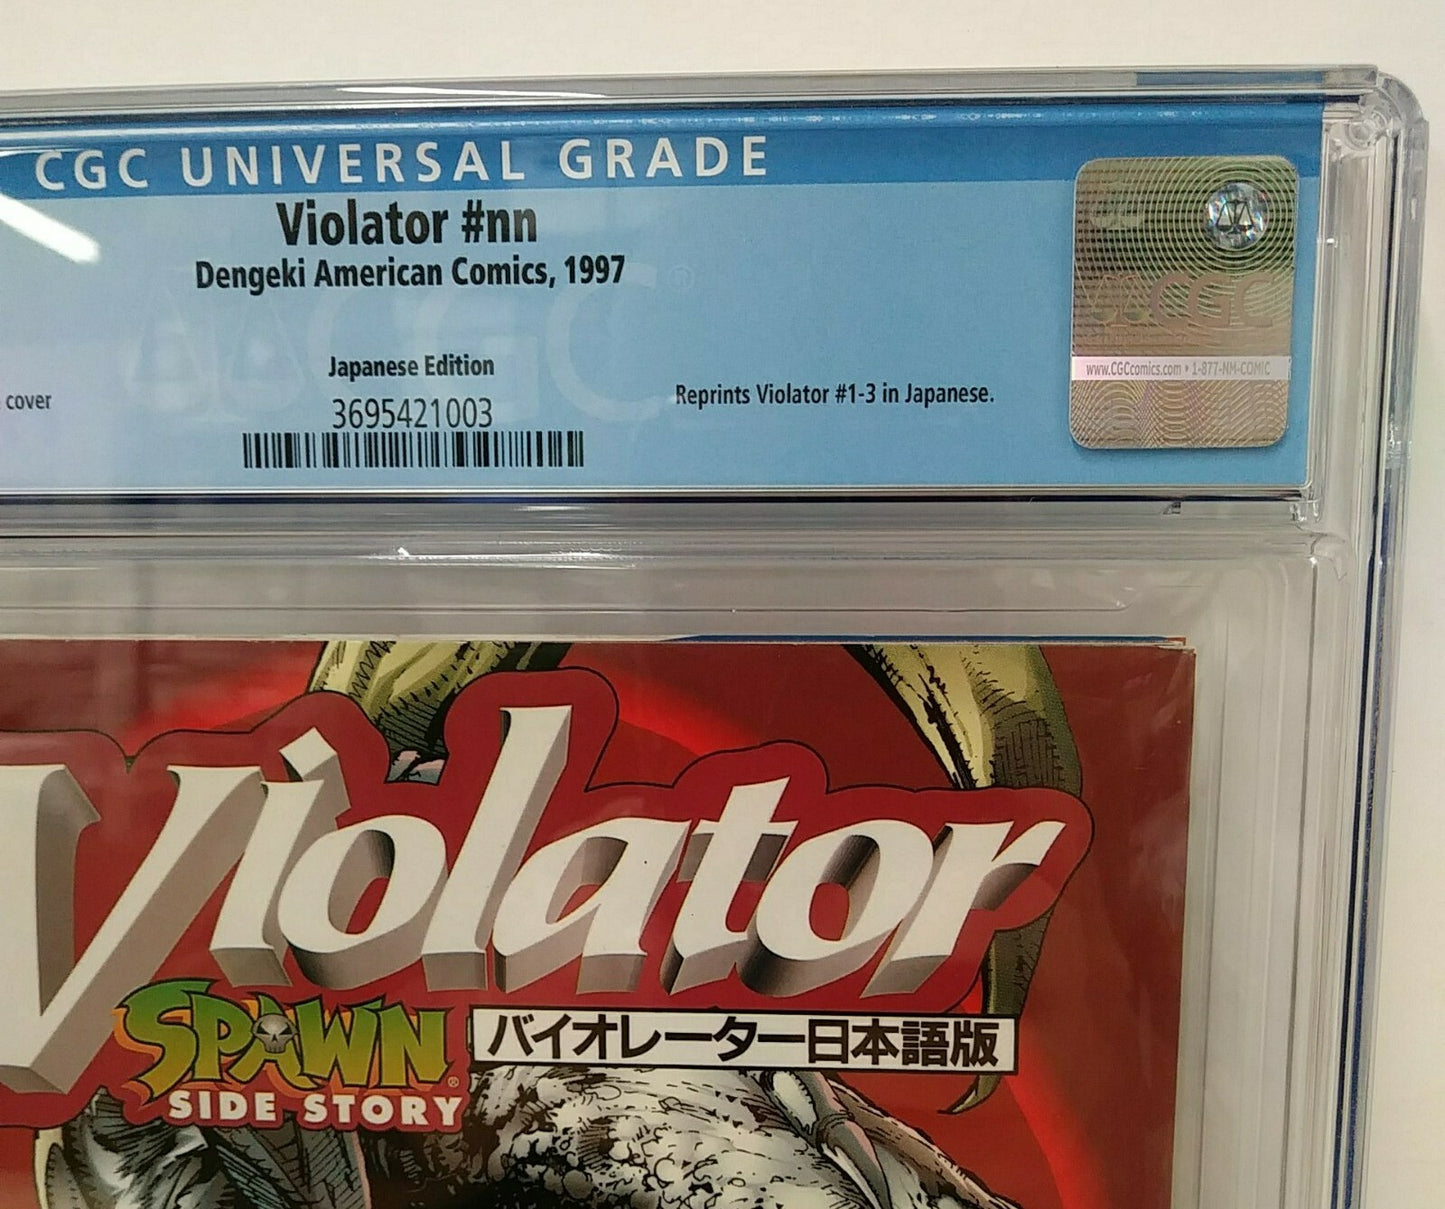 CGC UNIVERSAL GRADE
Violator #nn
Dengeki American Comics, 1997
Japanese Edition
cover
3695421003
Reprints Violator #1-3 in Japanese.
CGC
www.CGCcomics.com • 1-877-NM-COMIC
Violator
SPAWN®
SIDE STORY
バイオレーター日本語版